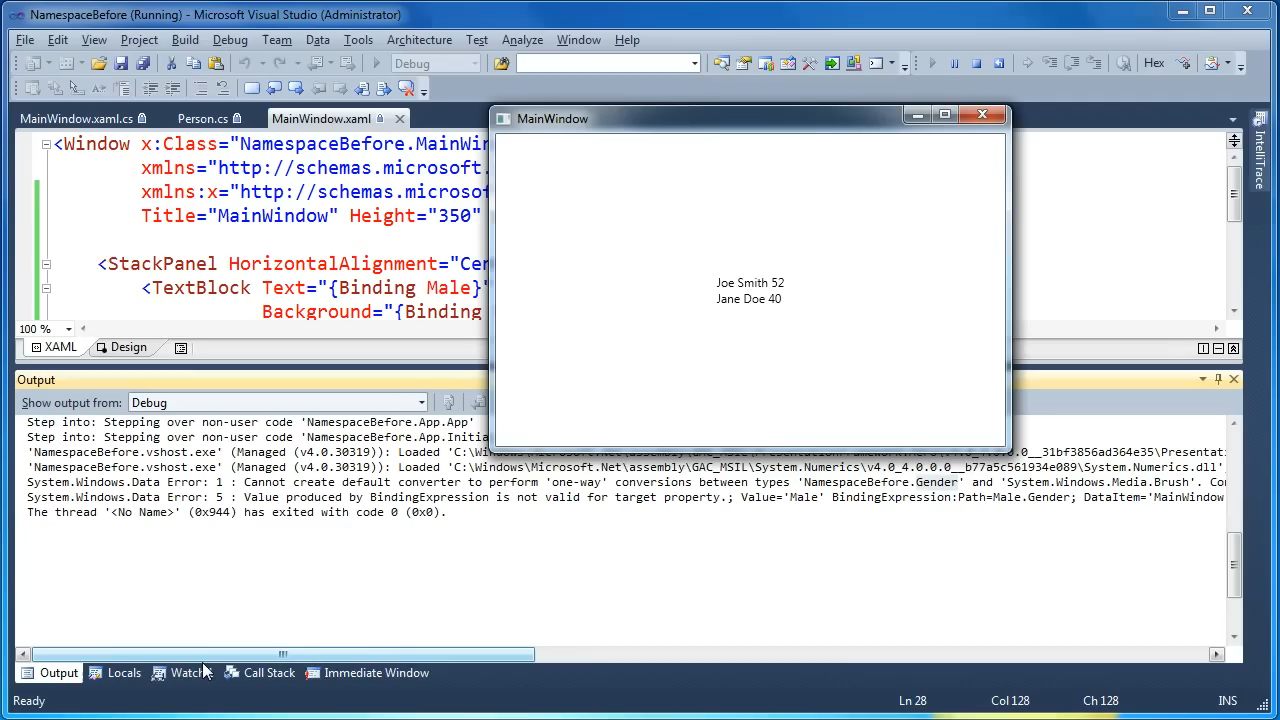 NamespaceBefore (Running) - Microsoft Visual Studio (Administrator)
File Edit View Project Build Debug Team Data Tools Architecture Test Analyze Window Help
Debug Hex
MainWindow.xaml.cs Person.cs MainWindow.xaml
MainWindow
IntelliTrace
<Window x:Class="NamespaceBefore.MainWin
xmlns="http://schemas.microsoft.
xmlns:x="http://schemas.microsof
Title="MainWindow" Height="350"
<StackPanel HorizontalAlignment="Cen
<TextBlock Text="{Binding Male}"
Background="{Binding
Joe Smith 52
Jane Doe 40
100 %
XAML Design
Output
Show output from: Debug
Step into: Stepping over non-user code 'NamespaceBefore.App.App'
Step into: Stepping over non-user code 'NamespaceBefore.App.Initia
'NamespaceBefore.vshost.exe' (Managed (v4.0.30319)): Loaded 'C:\Windows\Microsoft.Net\assembly\GAC_MSIL\
'NamespaceBefore.vshost.exe' (Managed (v4.0.30319)): Loaded 'C:\Windows\Microsoft.Net\assembly\GAC_MSIL\System.Numerics\v4.0_4.0.0.0__b77a5c561934e089\System.Numerics.dll'
System.Windows.Data Error: 1 : Cannot create default converter to perform 'one-way' conversions between types 'NamespaceBefore.Gender' and 'System.Windows.Media.Brush'. Co
System.Windows.Data Error: 5 : Value produced by BindingExpression is not valid for target property.; Value='Male' BindingExpression:Path=Male.Gender; DataItem='MainWindow
The thread '<No Name>' (0x944) has exited with code 0 (0x0).
Output Locals Watch Call Stack Immediate Window
Ready Ln 28 Col 128 Ch 128 INS